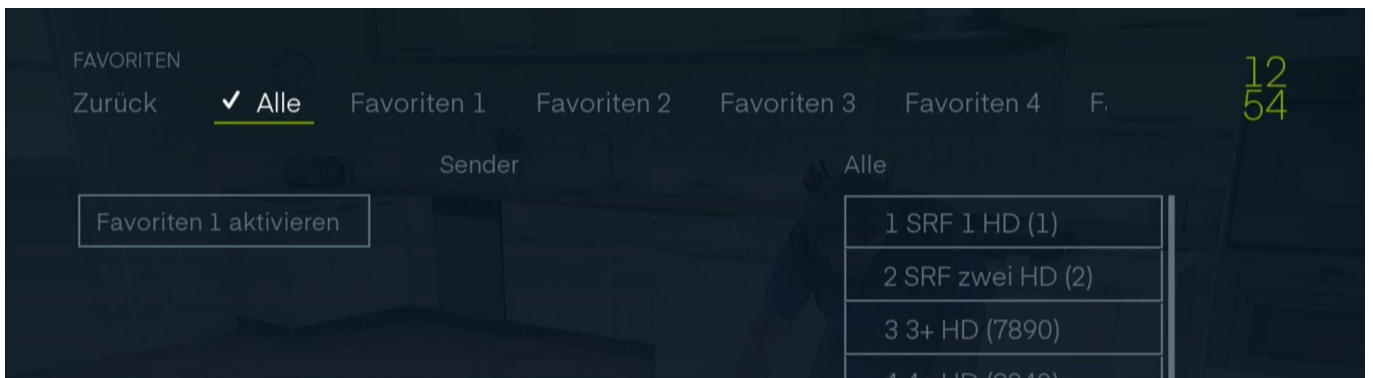 FAVORITEN
Zurück ✓ Alle Favoriten 1 Favoriten 2 Favoriten 3 Favoriten 4
12
54
Sender Alle
Favoriten 1 aktivieren
1 SRF 1 HD (1)
2 SRF zwei HD (2)
3 3+ HD (7890)